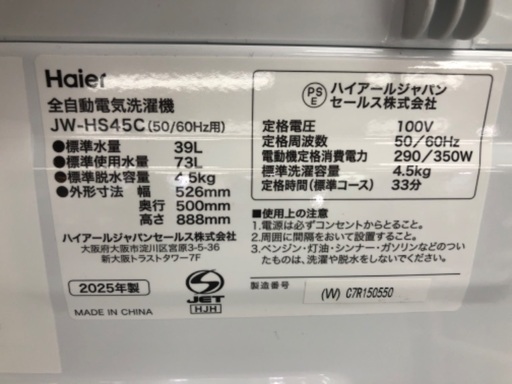 Haier
全自動電気洗濯機
JW-HS45C(50/60Hz用)
●標準水量 39L
●標準使用水量 73L
●標準脱水容量 4.5kg
●外形寸法 幅 526mm
奥行 500mm
高さ 888mm
ハイアールジャパンセールス株式会社
大阪府大阪市淀川区宮原3-5-36
新大阪トラストタワー7F
2025年製
MADE IN CHINA
S
JET
HJH
PS
E
ハイアールジャパン
セールス株式会社
定格電圧 100V
定格周波数 50/60Hz
電動機定格消費電力 290/350W
標準洗濯容量 4.5kg
定格時間(標準コース) 33分
■使用上の注意
1.電源は必ずコンセントからとること。
2.周囲に間隔をおいて設置すること。
3.ベンジン・灯油・シンナー・ガソリンなどのつい
たものは、洗濯や脱水をしないでください。
製造番号
(W) C7R150550